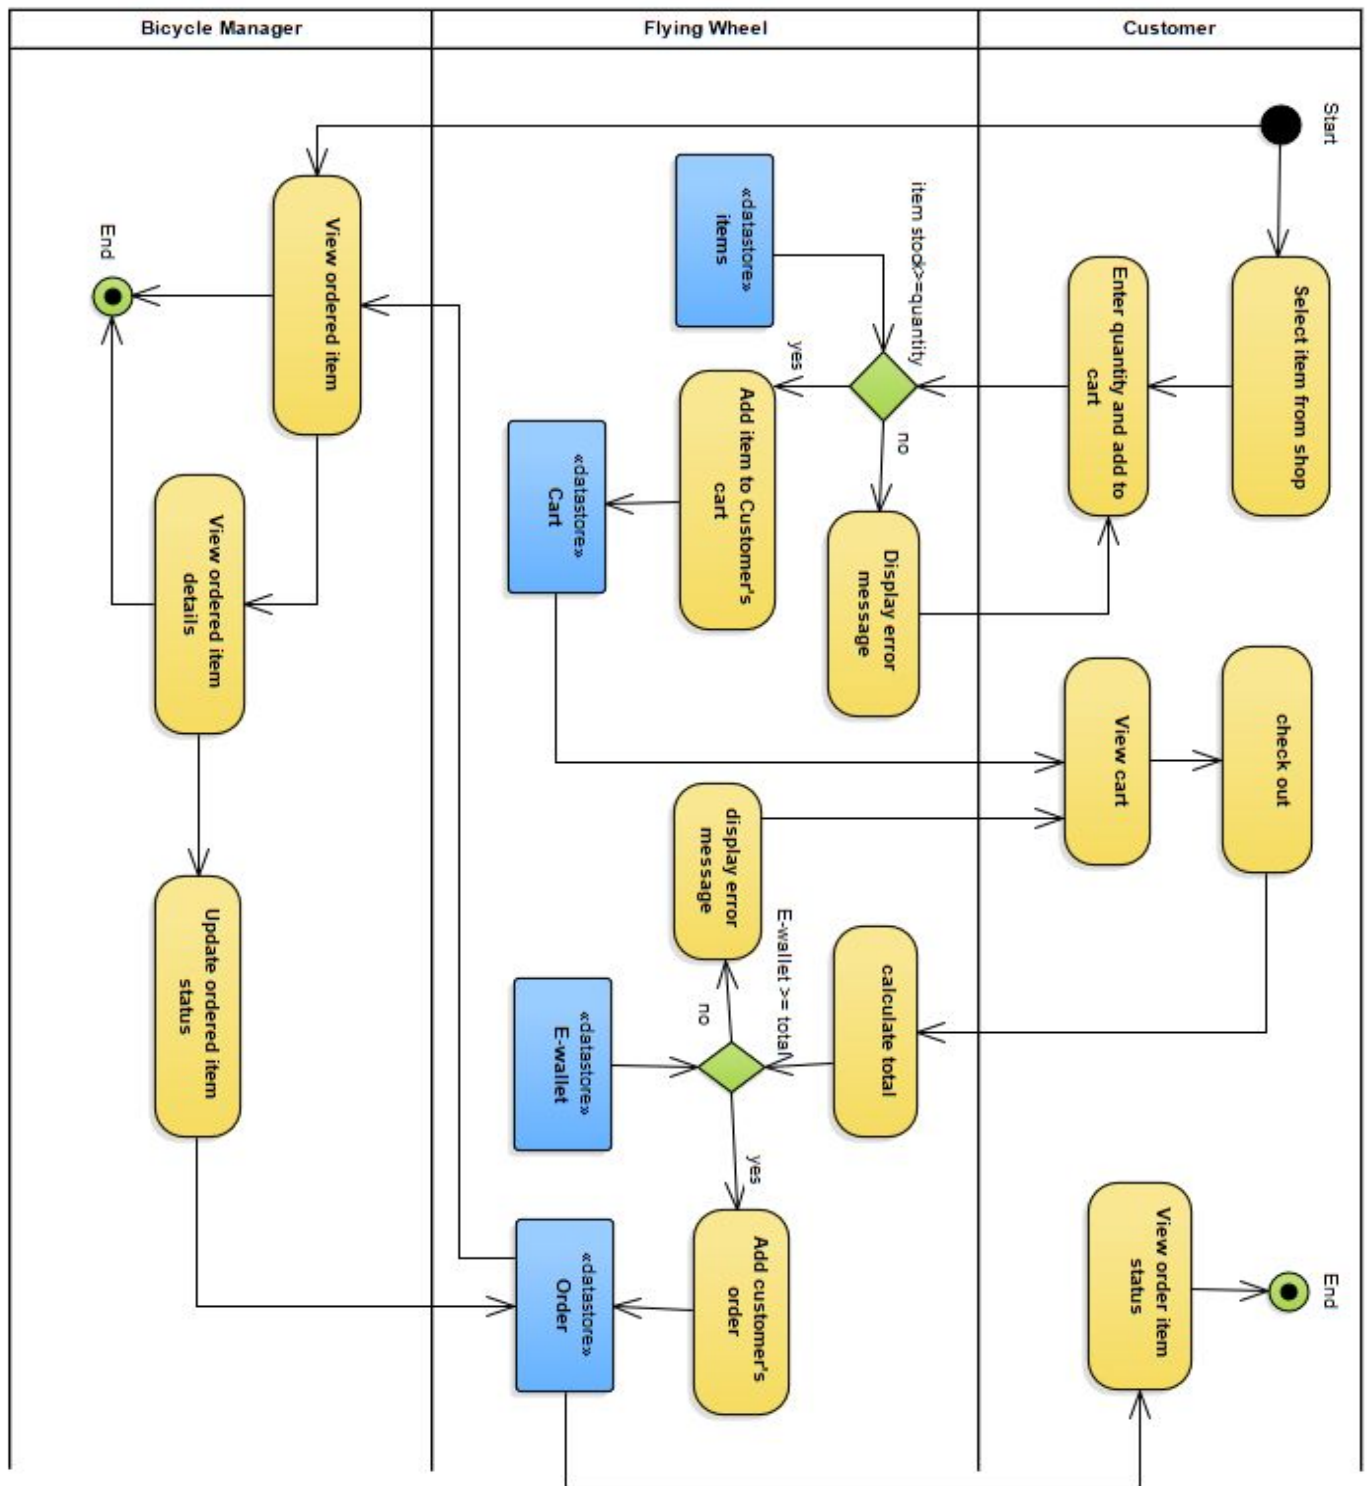 Bicycle Manager
Flying Wheel
Customer
Start
Select item from shop
Enter quantity and add to
cart
item stock>=quantity
«datastore»
items
yes
no
Add item to Customer's
cart
Display error
message
«datastore»
Cart
View ordered item
End
View ordered item
details
check out
View cart
display error
message
E-wallet >= total
calculate total
no
«datastore»
E-wallet
yes
Update ordered item
status
Add customer's
order
«datastore»
Order
View order item
status
End